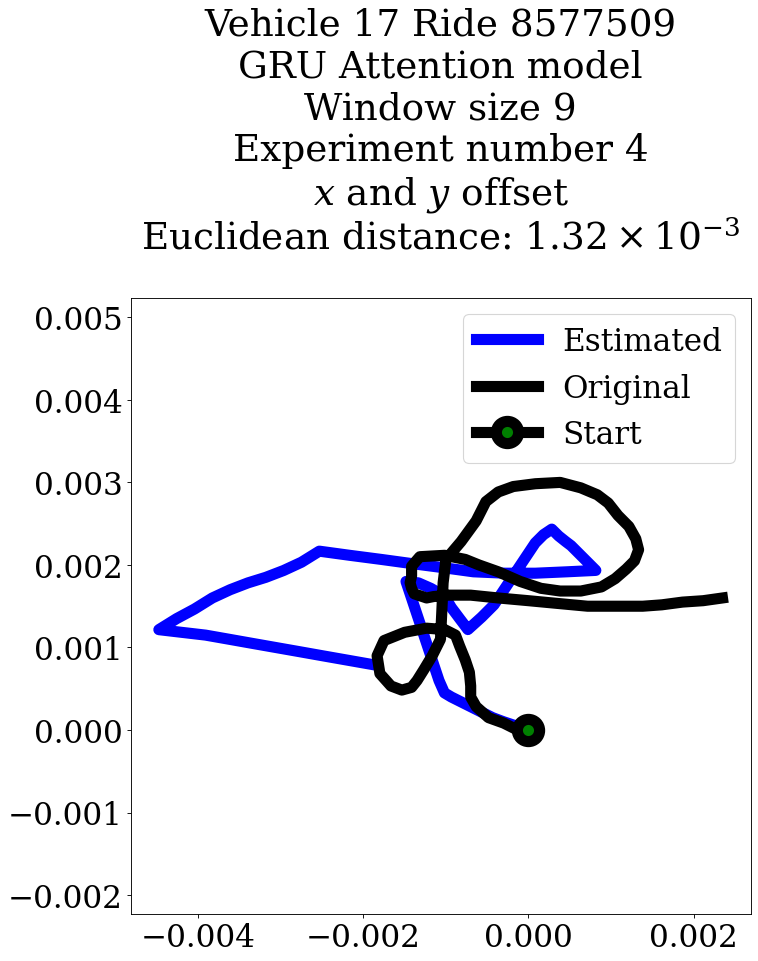 Vehicle 17 Ride 8577509
GRU Attention model
Window size 9
Experiment number 4
x and y offset
Euclidean distance: 1.32 × 10⁻³
Estimated
Original
Start
0.005
0.004
0.003
0.002
0.001
0.000
−0.001
−0.002
−0.004 −0.002 0.000 0.002